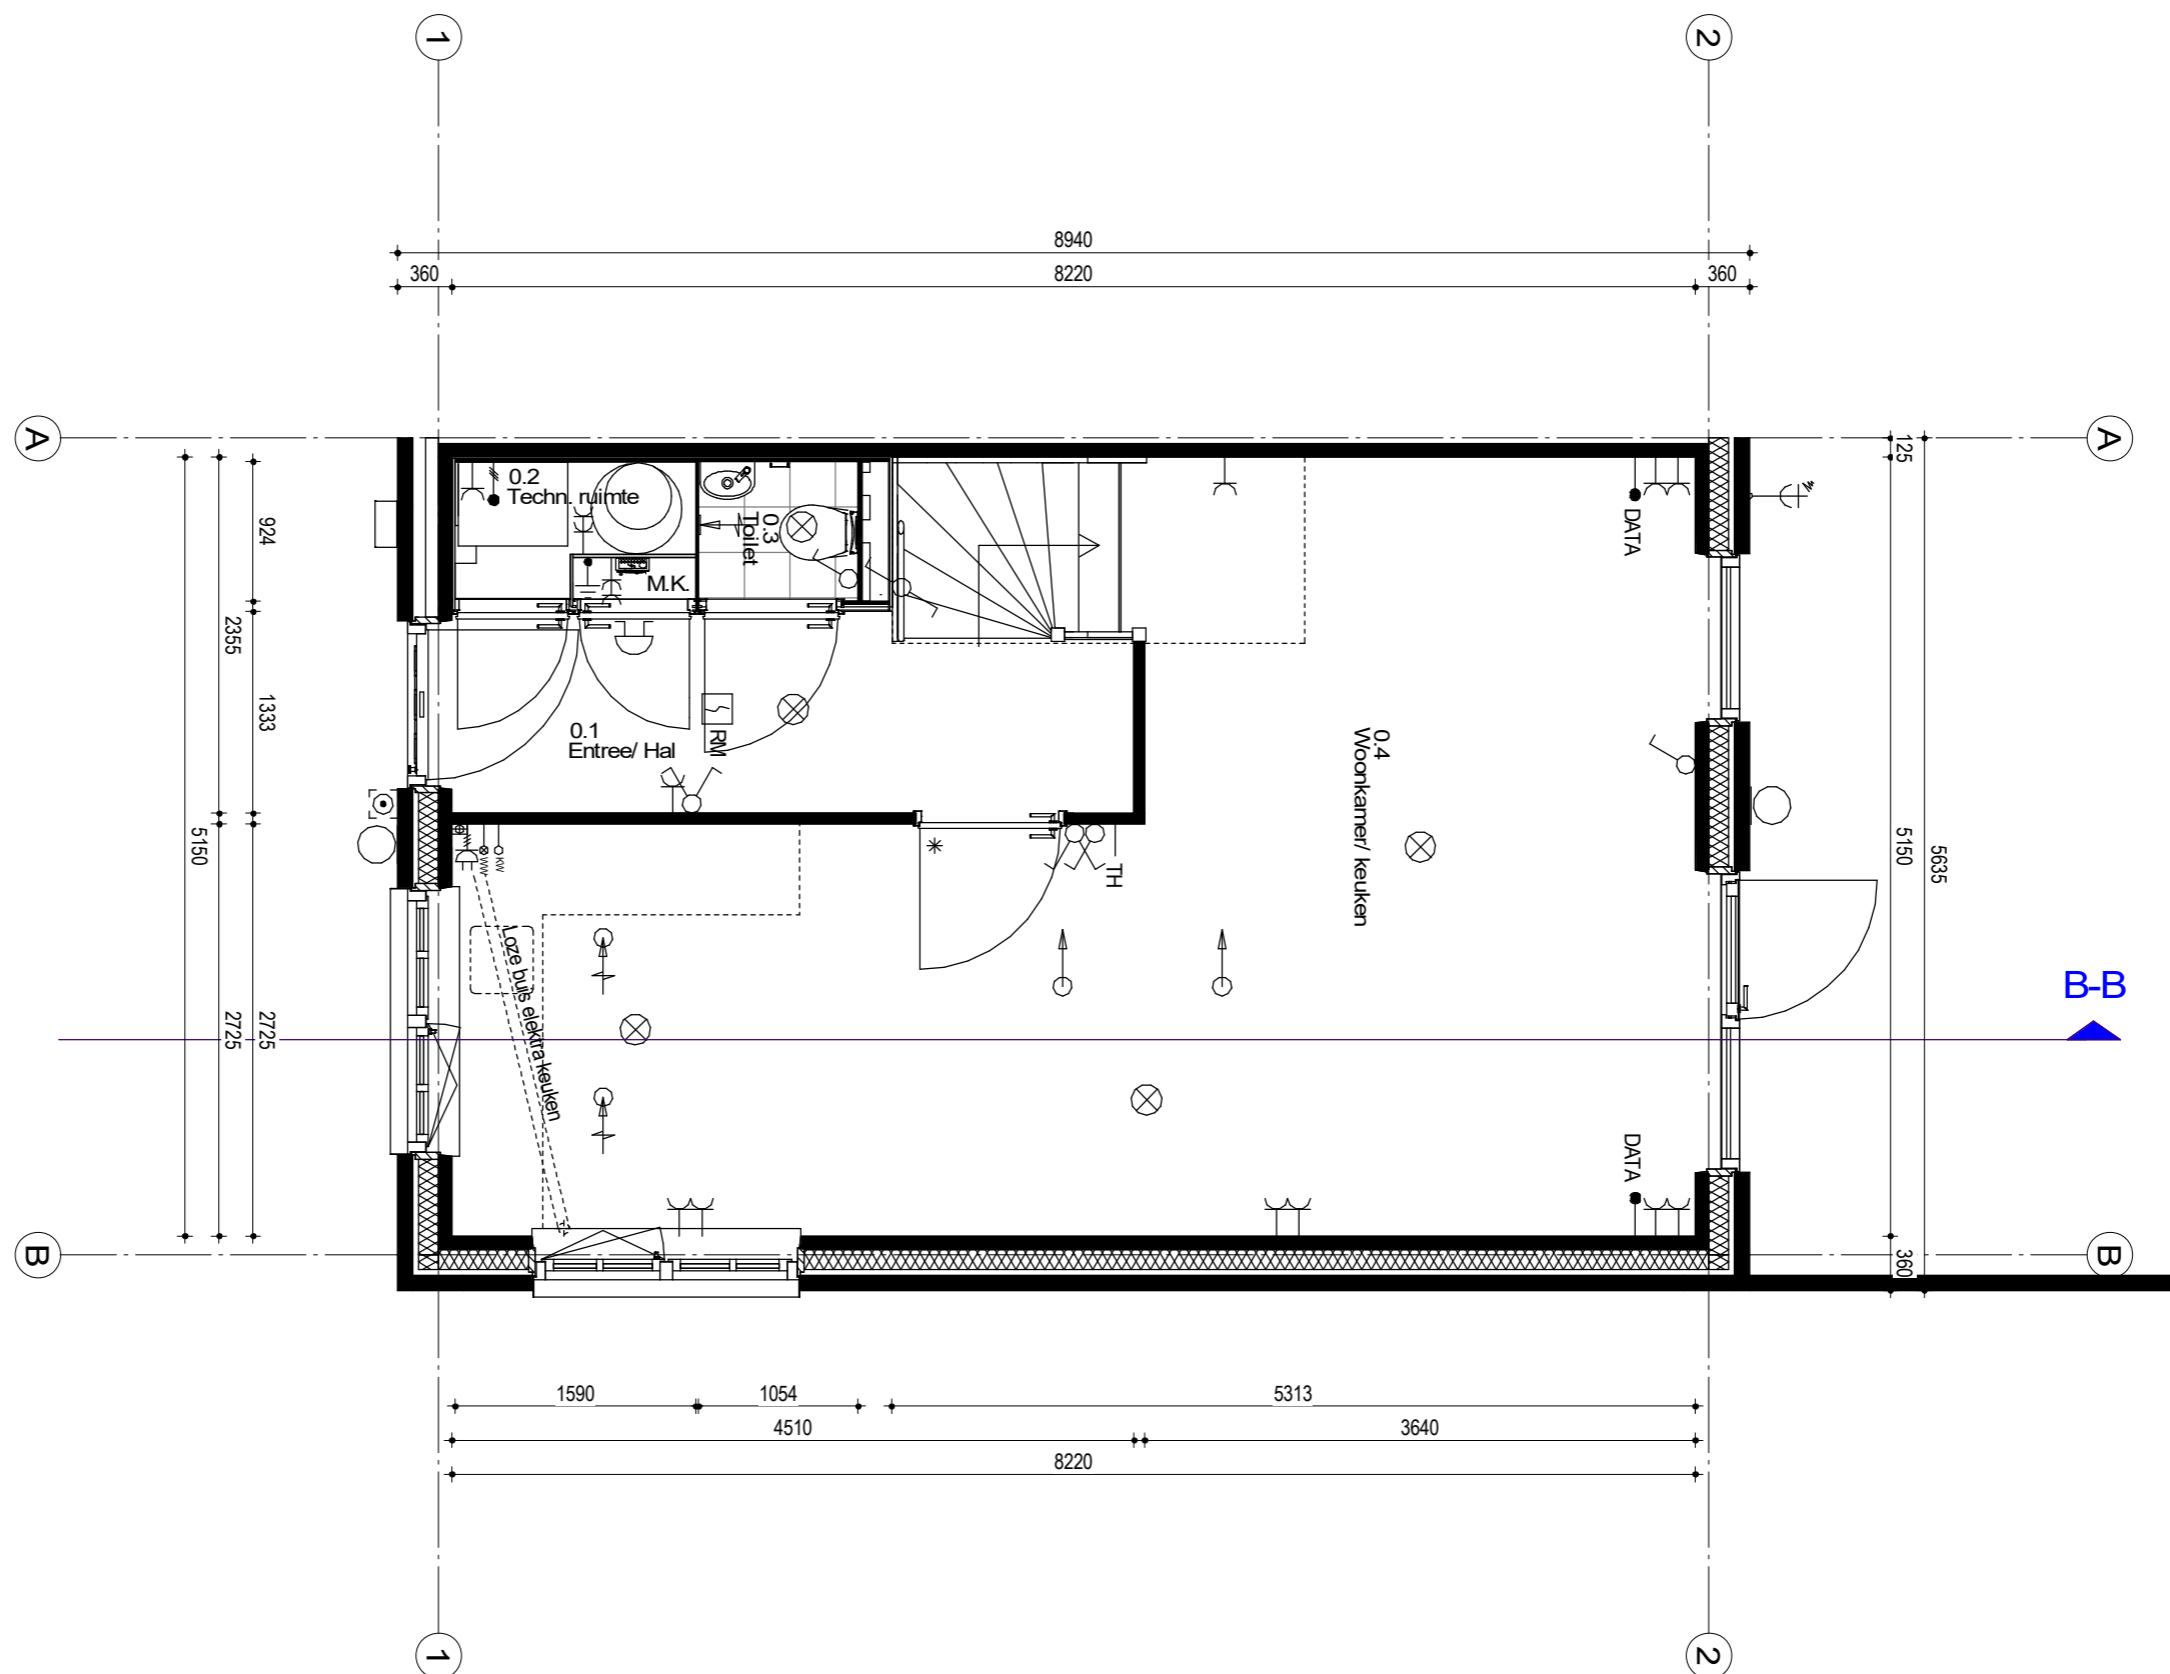 1
2
8940
360
8220
360
A
A
125
0.2
Techn. ruimte
0.3
Toilet
M.K.
DATA
924
2355
1333
5150
0.1
Entree/ Hal
RM
0.4
Woonkamer/ keuken
5150
5635
WW
KW
TH
Loze buis elektra keuken
B-B
2725
2725
DATA
B
B
360
1590
1054
5313
4510
3640
8220
1
2